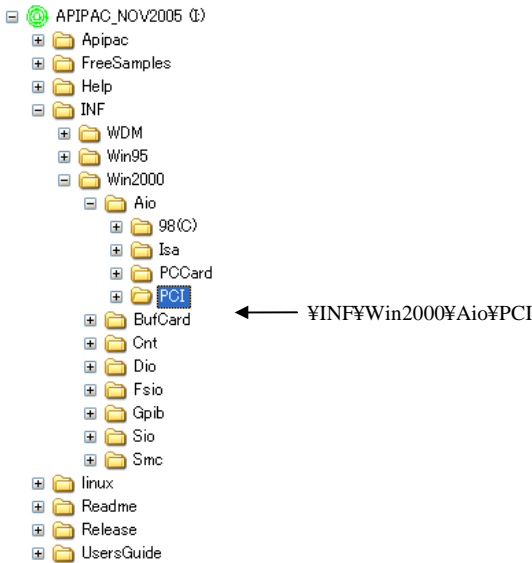 APIPAC_NOV2005 (I:)
Apipac
FreeSamples
Help
INF
WDM
Win95
Win2000
Aio
98(C)
Isa
PCCard
PCI
BufCard
¥INF¥Win2000¥Aio¥PCI
Cnt
Dio
Fsio
Gpib
Sio
Smc
linux
Readme
Release
UsersGuide